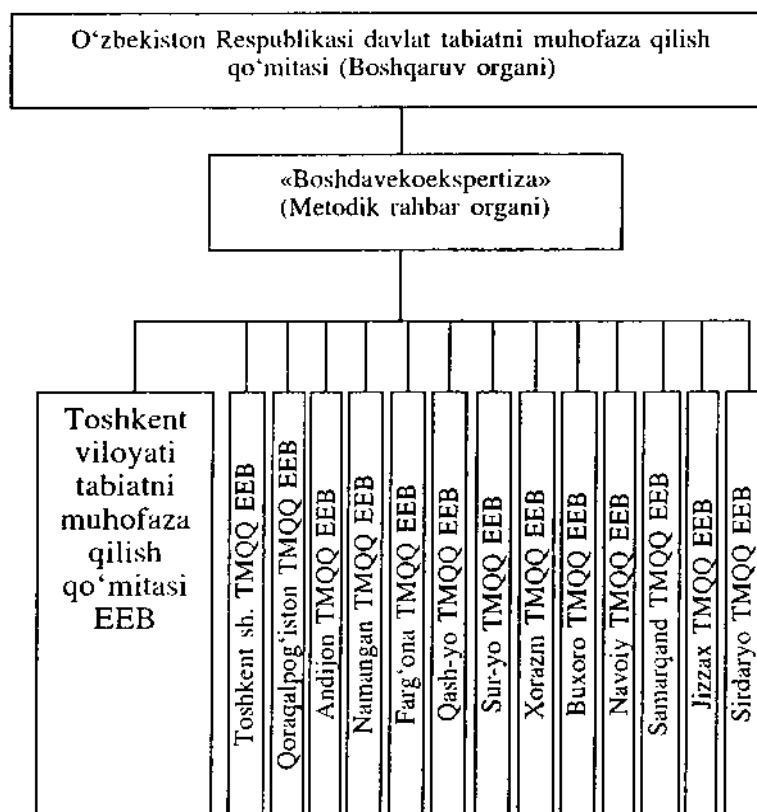 O‘zbekiston Respublikasi davlat tabiatni muhofaza qilish
qo‘mitasi (Boshqaruv organi)
«Boshdavekoekspertiza»
(Metodik rahbar organi)
Toshkent
viloyati
tabiatni
muhofaza
qilish
qo‘mitasi
EEB
Toshkent sh. TMQQ EEB
Qoraqalpog‘iston TMQQ EEB
Andijon TMQQ EEB
Namangan TMQQ EEB
Farg‘ona TMQQ EEB
Qash-yo TMQQ EEB
Sur-yo TMQQ EEB
Xorazm TMQQ EEB
Buxoro TMQQ EEB
Navoiy TMQQ EEB
Samarqand TMQQ EEB
Jizzax TMQQ EEB
Sirdaryo TMQQ EEB